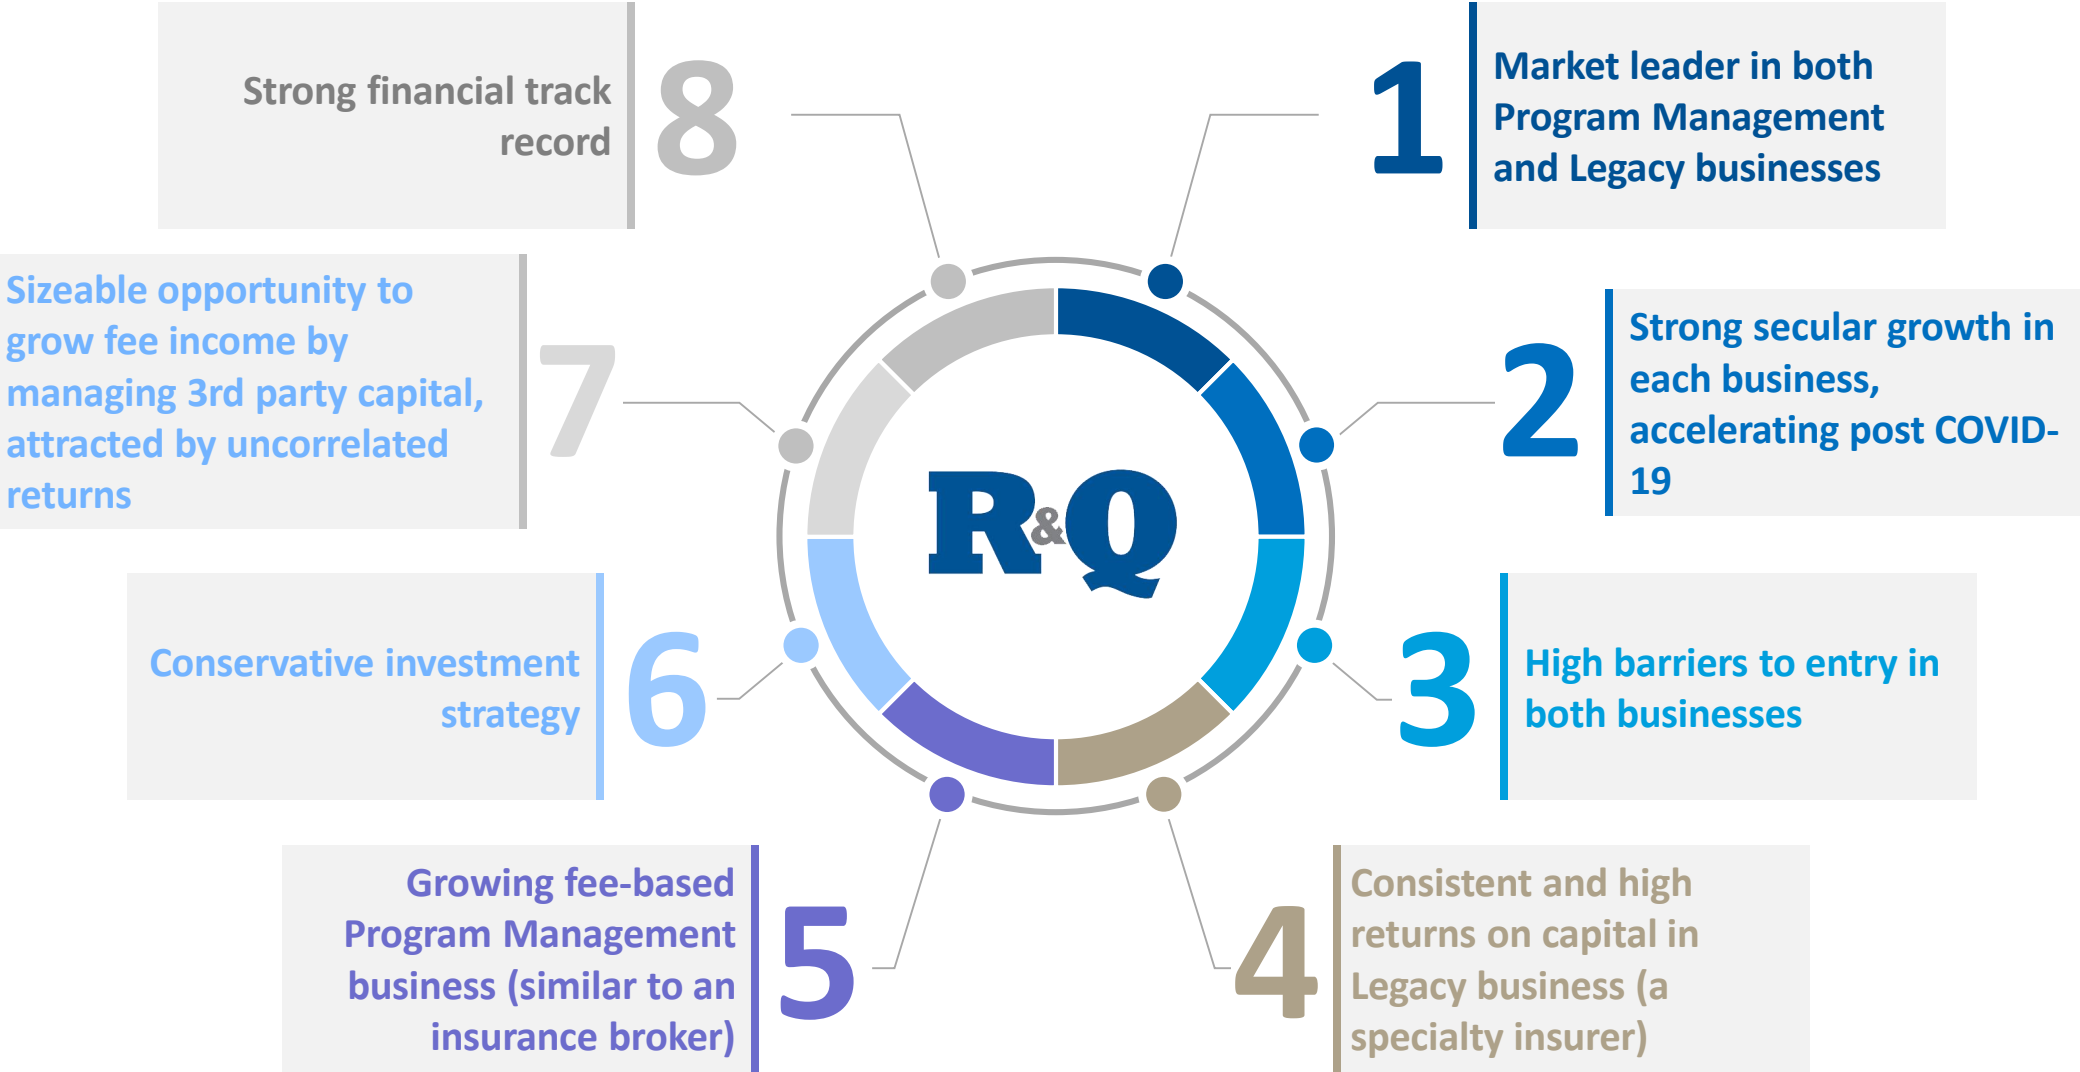 1
Market leader in both
Program Management
and Legacy businesses
2
Strong secular growth in
each business,
accelerating post COVID-
19
3
High barriers to entry in
both businesses
4
Consistent and high
returns on capital in
Legacy business (a
specialty insurer)
5
Growing fee-based
Program Management
business (similar to an
insurance broker)
6
Conservative investment
strategy
7
Sizeable opportunity to
grow fee income by
managing 3rd party capital,
attracted by uncorrelated
returns
8
Strong financial track
record
R&Q